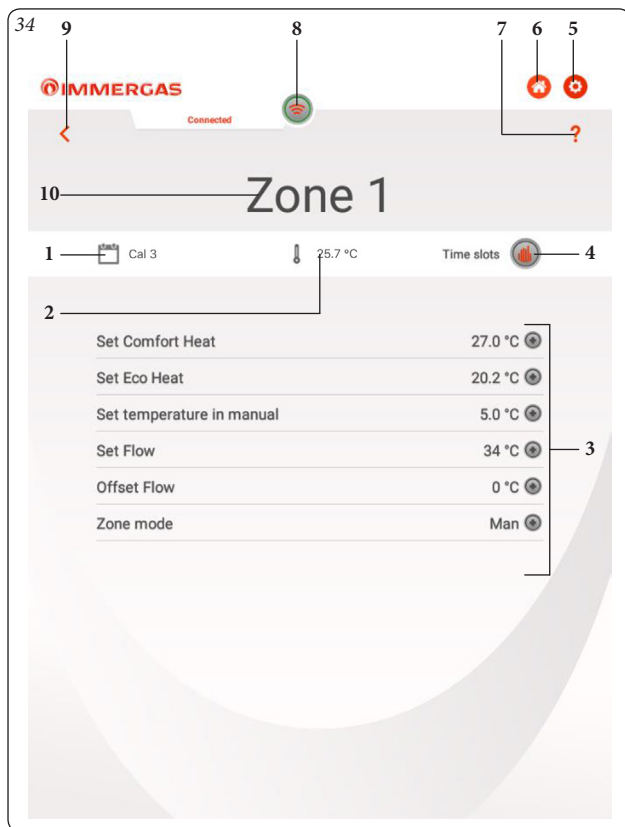 34 9 8 6 5
IMMERGAS
Connected
7 ?
10 Zone 1
1 Cal 3 25.7 °C Time slots 4
2
Set Comfort Heat 27.0 °C
Set Eco Heat 20.2 °C
Set temperature in manual 5.0 °C
Set Flow 34 °C 3
Offset Flow 0 °C
Zone mode Man